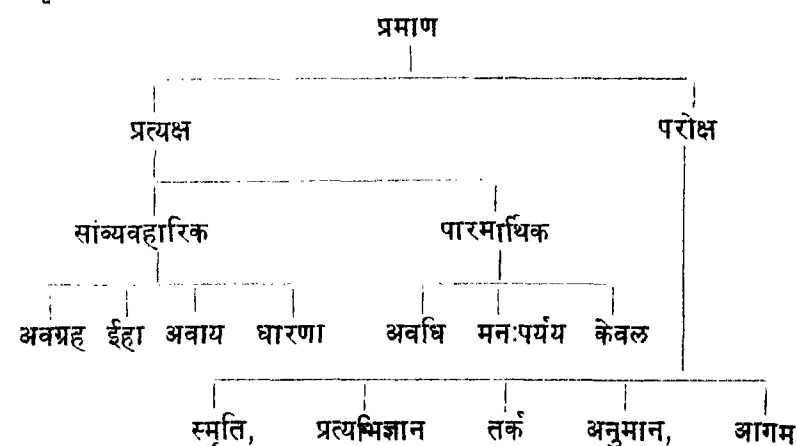 प्रमाण
प्रत्यक्ष परोक्ष
सांव्यवहारिक पारमार्थिक
अवग्रह ईहा अवाय धारणा अवधि मनःपर्यय केवल
स्मृति, प्रत्यभिज्ञान तर्क अनुमान, आगम